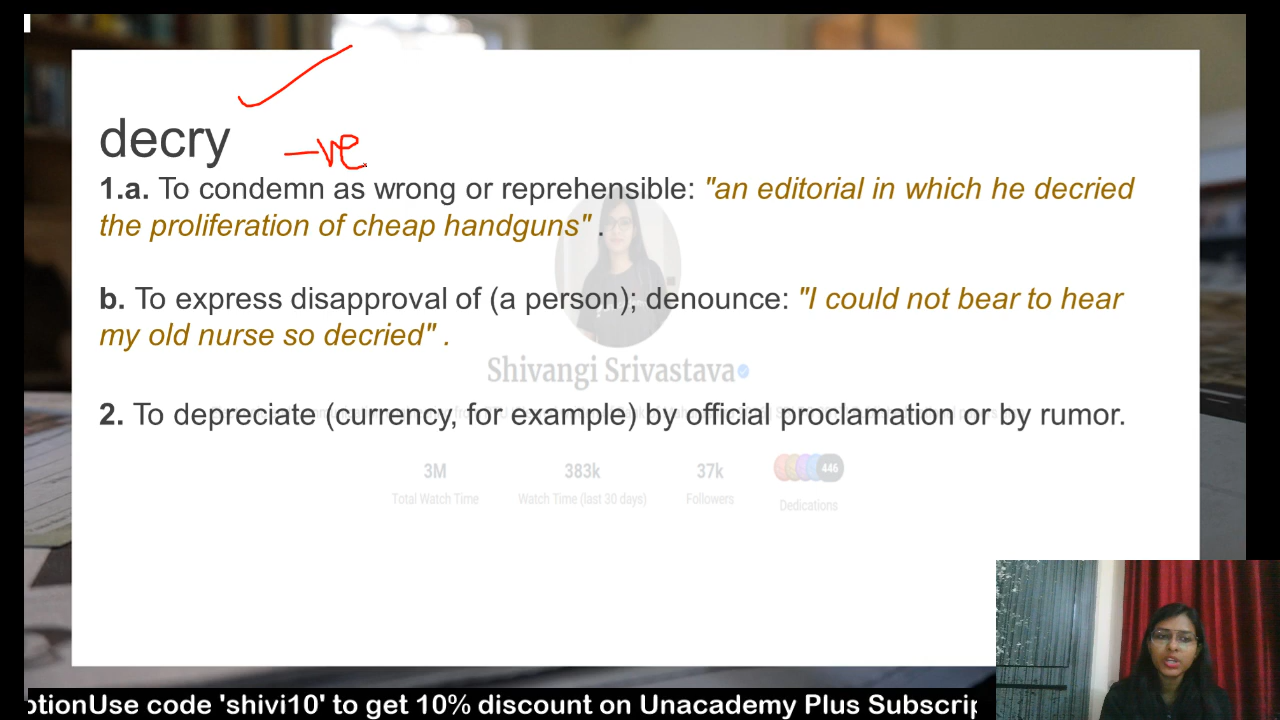 decry
–ve
1.a. To condemn as wrong or reprehensible: "an editorial in which he decried
the proliferation of cheap handguns" .
b. To express disapproval of (a person); denounce: "I could not bear to hear
my old nurse so decried" .
Shivangi Srivastava
2. To depreciate (currency, for example) by official proclamation or by rumor.
3M 383k 37k 446
Total Watch Time Watch Time (last 30 days) Followers Dedications
otionUse code 'shivi10' to get 10% discount on Unacademy Plus Subscrip